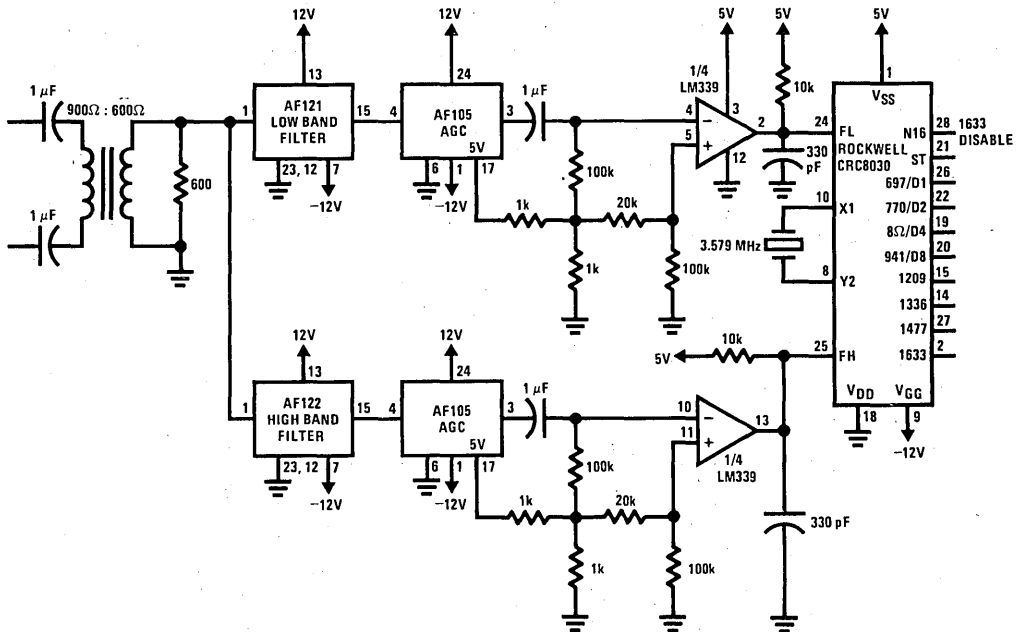 12V
12V
5V
5V
5V
1 µF
900Ω : 600Ω
13
24
1 µF
1/4
LM339
10k
1
VSS
1
AF121
LOW BAND
FILTER
15
4
AF105
AGC
5V
3
4
5
3
2
12
24
FL
ROCKWELL
CRC8030
N16
28
1633
DISABLE
ST
21
600
23, 12
7
-12V
6
1
17
-12V
100k
330
pF
697/D1
26
10
X1
770/D2
22
1k
20k
8Ω/D4
19
1 µF
3.579 MHz
941/D8
20
1k
100k
8
Y2
1209
15
1336
14
12V
12V
10k
1477
27
5V
25
FH
1633
2
13
24
1 µF
1
AF122
HIGH BAND
FILTER
15
4
AF105
AGC
5V
3
10
11
13
1/4
LM339
VDD
VGG
18
9
-12V
23, 12
7
-12V
6
1
17
-12V
100k
1k
20k
330 pF
1k
100k